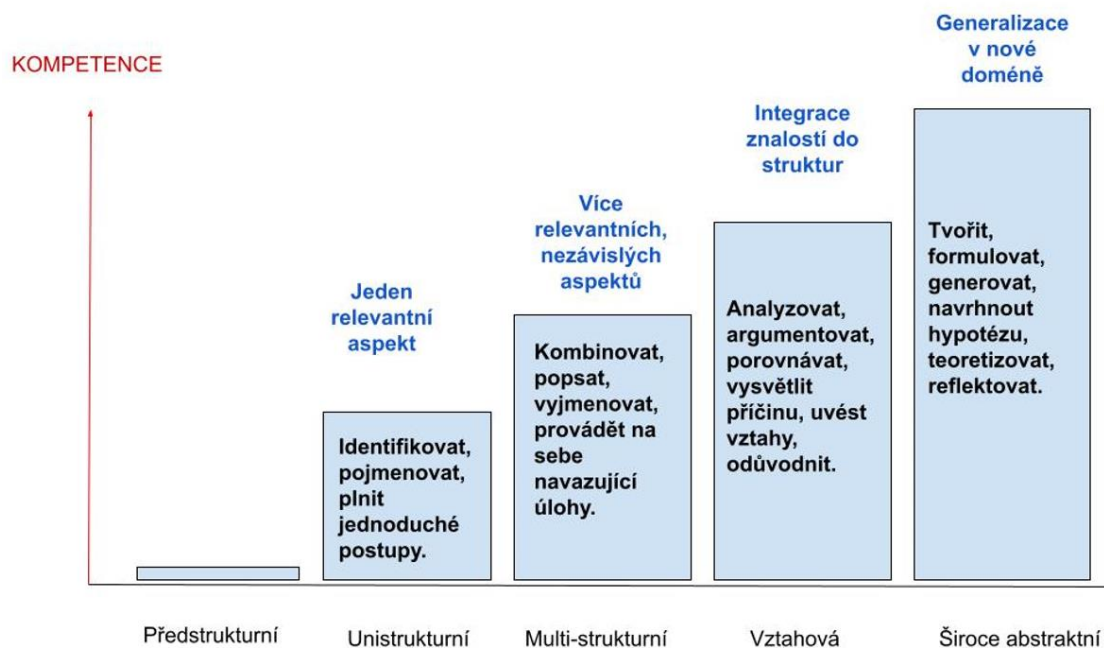 KOMPETENCE
Jeden
relevantní
aspekt
Více
relevantních,
nezávislých
aspektů
Integrace
znalostí do
struktur
Generalizace
v nové
doméně
Identifikovat,
pojmenovat,
plnit
jednoduché
postupy.
Kombinovat,
popsat,
vyjmenovat,
provádět na
sebe
navazující
úlohy.
Analyzovat,
argumentovat,
porovnávat,
vysvětlit
příčinu, uvést
vztahy,
odůvodnit.
Tvořit,
formulovat,
generovat,
navrhnout
hypotézu,
teoretizovat,
reflektovat.
Předstrukturní
Unistrukturní
Multi-strukturní
Vztahová
Široce abstraktní